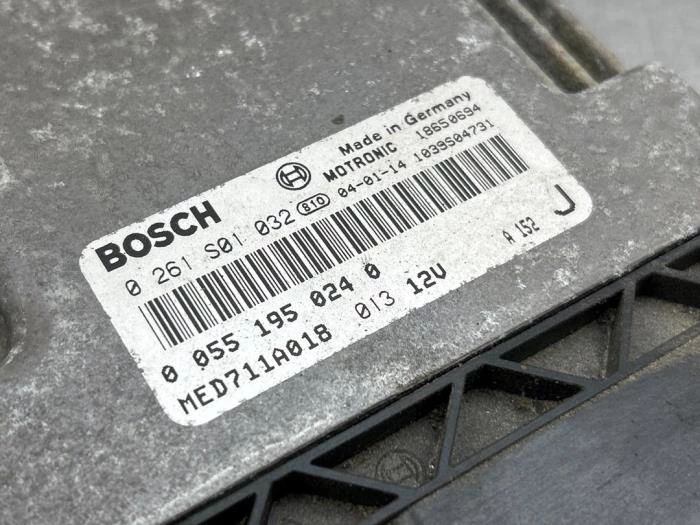 Made in Germany
MOTRONIC 18650694
BOSCH
0 261 S01 032 810 04-01-14 1039S04731
0 055 195 024 0
A 152 J
MED711A018 013 12V